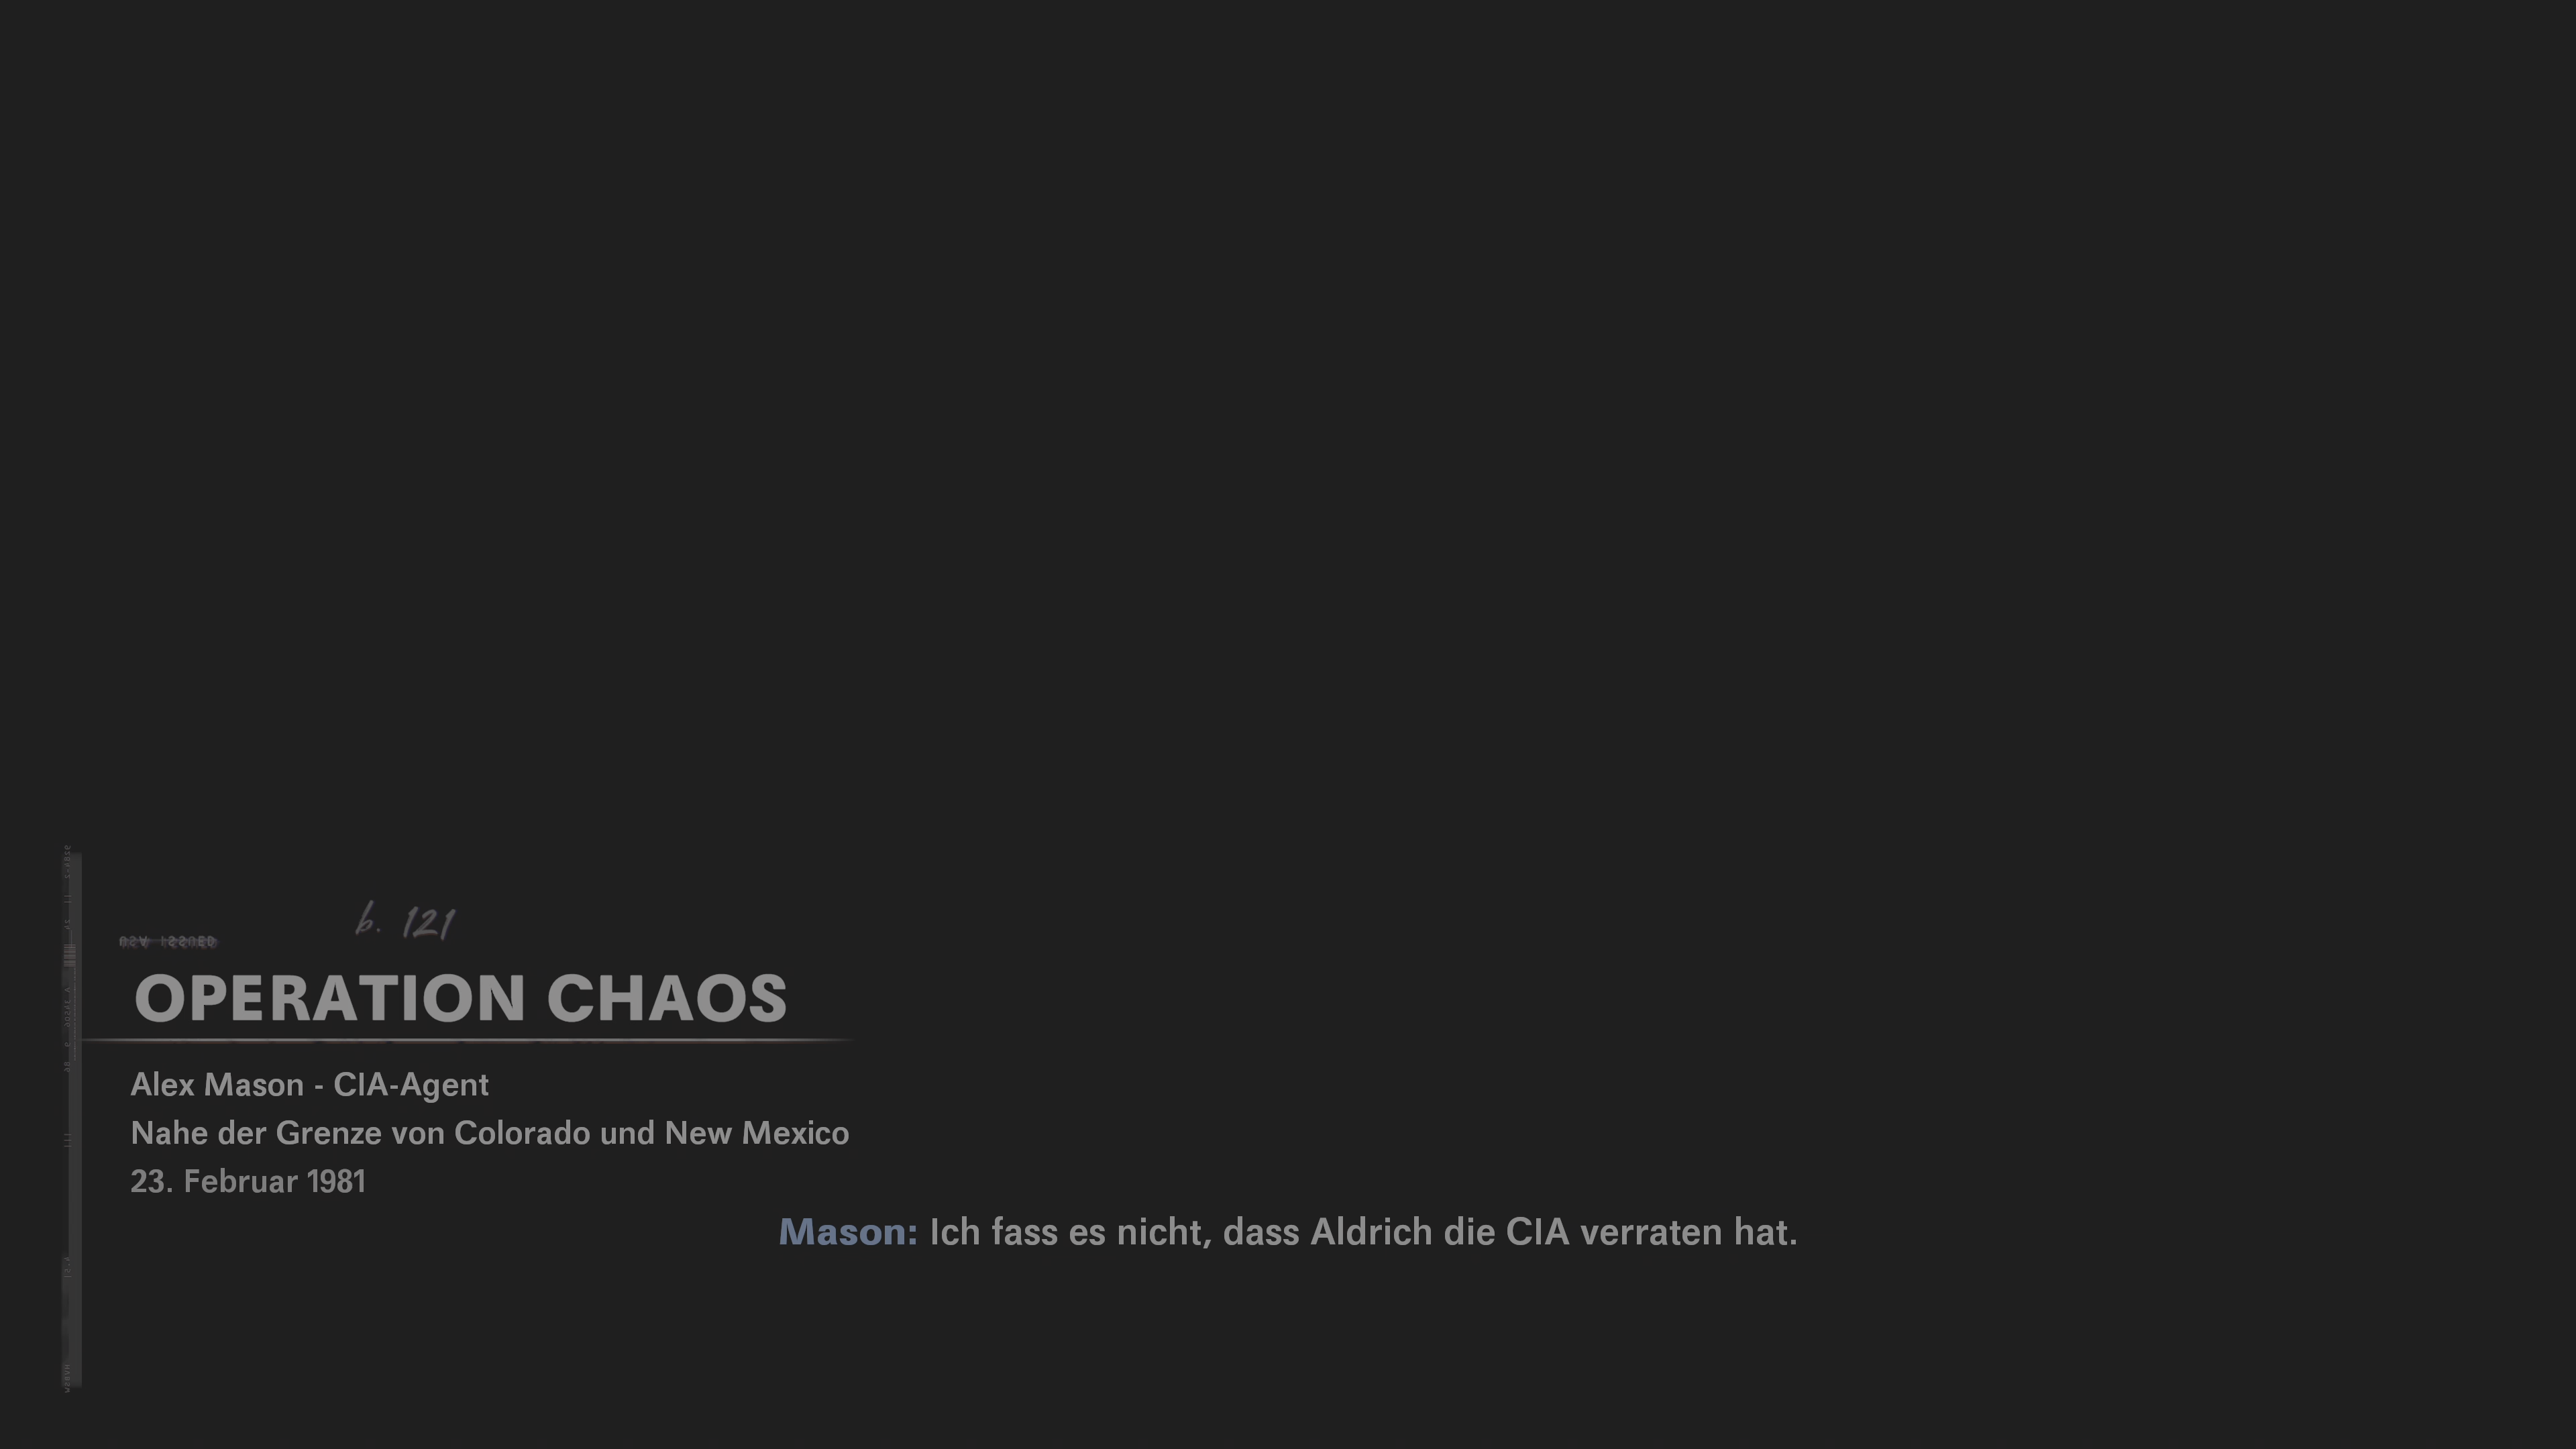 b. 121
OPERATION CHAOS
Alex Mason - CIA-Agent
Nahe der Grenze von Colorado und New Mexico
23. Februar 1981
Mason: Ich fass es nicht, dass Aldrich die CIA verraten hat.